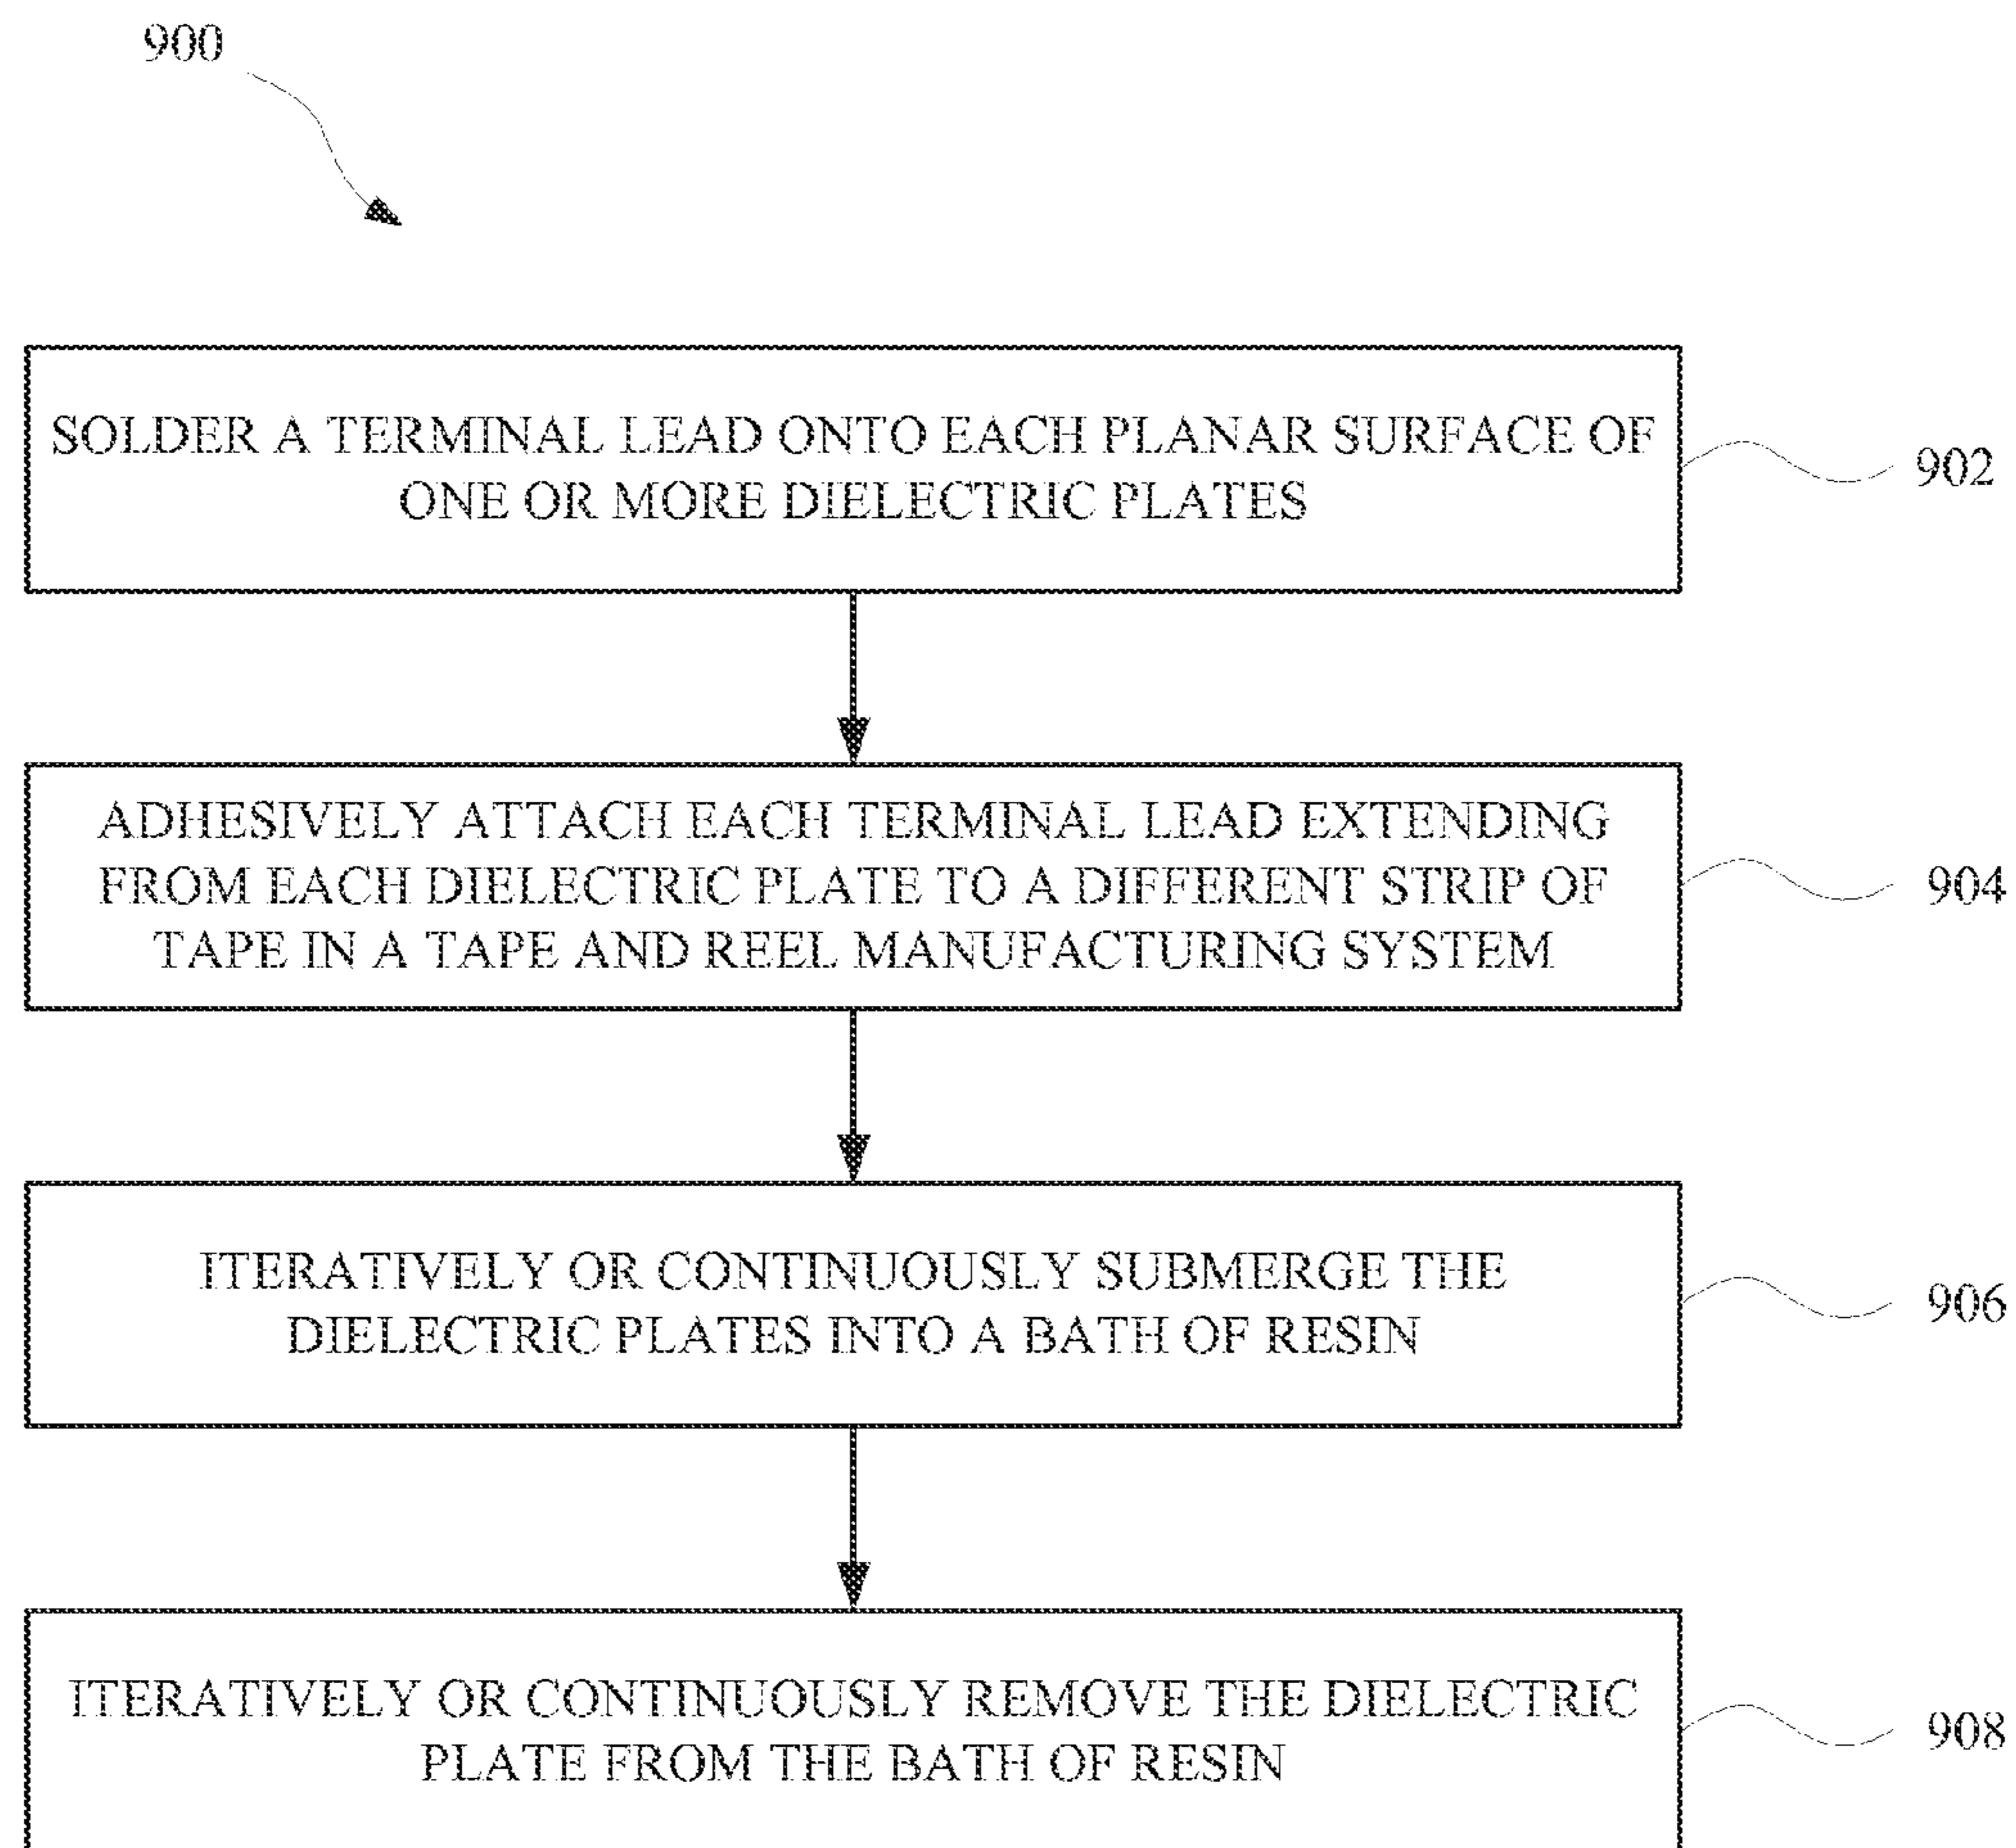 900
SOLDER A TERMINAL LEAD ONTO EACH PLANAR SURFACE OF
ONE OR MORE DIELECTRIC PLATES
902
ADHESIVELY ATTACH EACH TERMINAL LEAD EXTENDING
FROM EACH DIELECTRIC PLATE TO A DIFFERENT STRIP OF
TAPE IN A TAPE AND REEL MANUFACTURING SYSTEM
904
ITERATIVELY OR CONTINUOUSLY SUBMERGE THE
DIELECTRIC PLATES INTO A BATH OF RESIN
906
ITERATIVELY OR CONTINUOUSLY REMOVE THE DIELECTRIC
PLATE FROM THE BATH OF RESIN
908